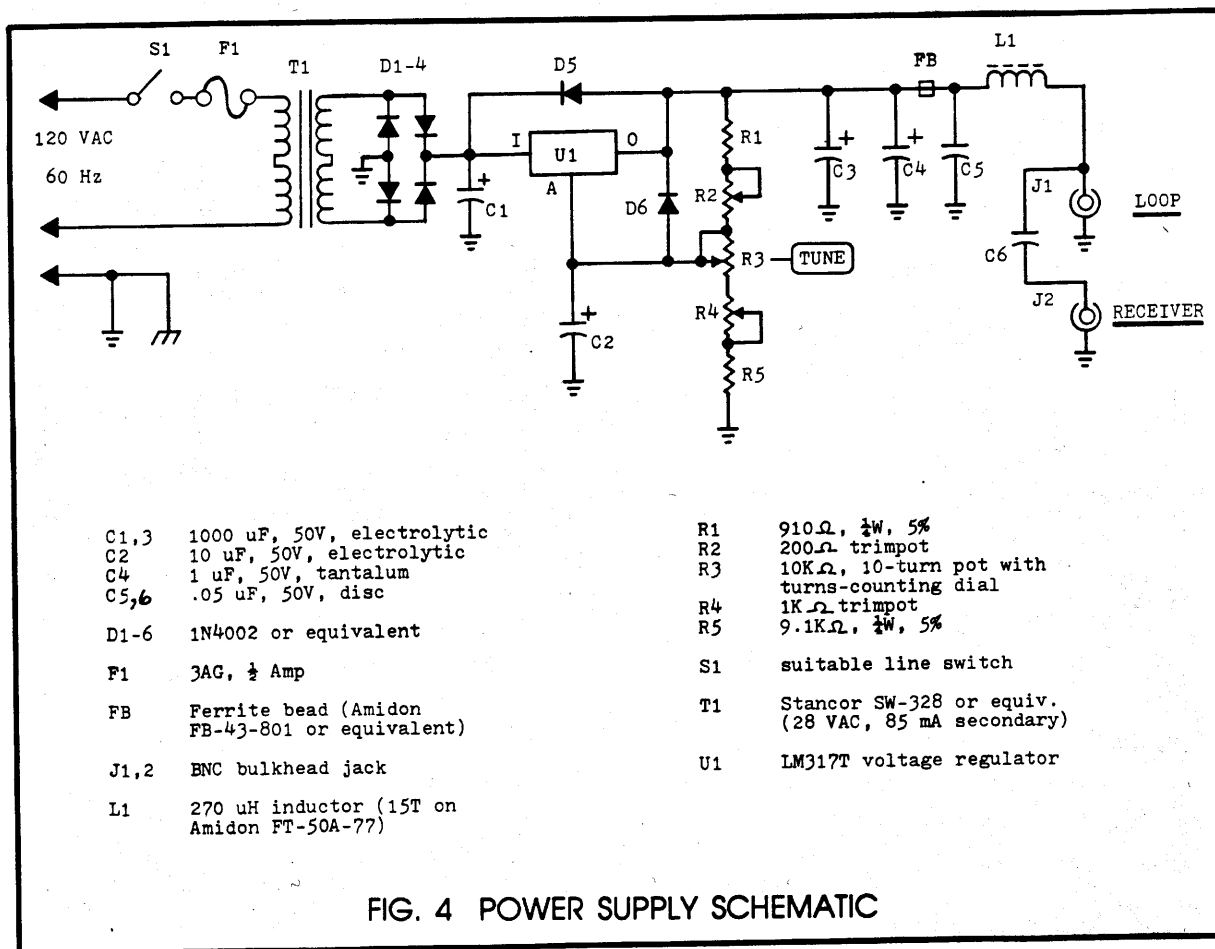 S1
F1
T1
D1-4
D5
FB
L1
120 VAC
60 Hz
I
U1
O
A
C1
D6
R1
R2
R3
TUNE
R4
R5
C2
C3
C4
C5
J1
LOOP
C6
J2
RECEIVER
C1,3 1000 uF, 50V, electrolytic
C2 10 uF, 50V, electrolytic
C4 1 uF, 50V, tantalum
C5,6 .05 uF, 50V, disc
D1-6 1N4002 or equivalent
F1 3AG, ½ Amp
FB Ferrite bead (Amidon
FB-43-801 or equivalent)
J1,2 BNC bulkhead jack
L1 270 uH inductor (15T on
Amidon FT-50A-77)
R1 910Ω, ½W, 5%
R2 200Ω trimpot
R3 10KΩ, 10-turn pot with
turns-counting dial
R4 1KΩ trimpot
R5 9.1KΩ, ½W, 5%
S1 suitable line switch
T1 Stancor SW-328 or equiv.
(28 VAC, 85 mA secondary)
U1 LM317T voltage regulator
FIG. 4 POWER SUPPLY SCHEMATIC